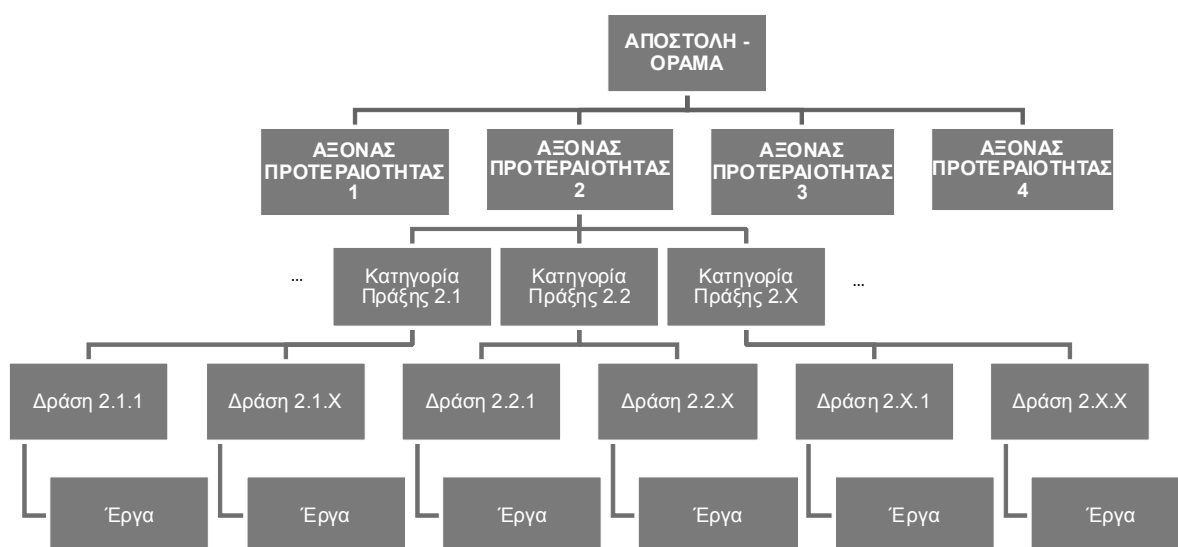 ΑΠΟΣΤΟΛΗ -
ΟΡΑΜΑ
ΑΞΟΝΑΣ
ΠΡΟΤΕΡΑΙΟΤΗΤΑΣ
1
ΑΞΟΝΑΣ
ΠΡΟΤΕΡΑΙΟΤΗΤΑΣ
2
ΑΞΟΝΑΣ
ΠΡΟΤΕΡΑΙΟΤΗΤΑΣ
3
ΑΞΟΝΑΣ
ΠΡΟΤΕΡΑΙΟΤΗΤΑΣ
4
...
Κατηγορία
Πράξης 2.1
Κατηγορία
Πράξης 2.2
Κατηγορία
Πράξης 2.Χ
...
Δράση 2.1.1
Δράση 2.1.Χ
Δράση 2.2.1
Δράση 2.2.Χ
Δράση 2.Χ.1
Δράση 2.Χ.Χ
Έργα
Έργα
Έργα
Έργα
Έργα
Έργα